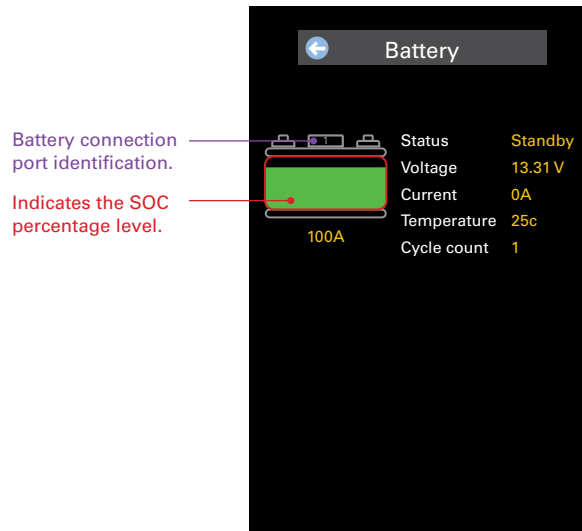 Battery
Battery connection
port identification.
Indicates the SOC
percentage level.
1
100A
Status Standby
Voltage 13.31 V
Current 0A
Temperature 25c
Cycle count 1